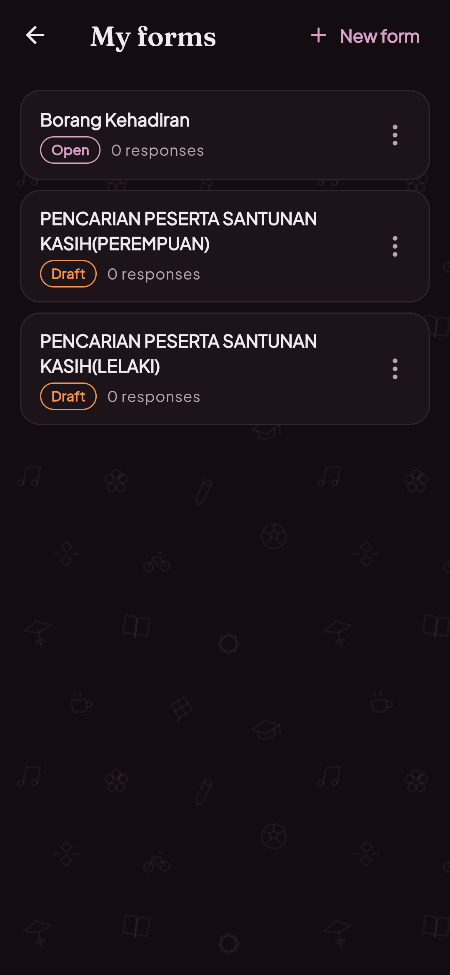 My forms
+ New form
Borang Kehadiran
Open
0 responses
PENCARIAN PESERTA SANTUNAN
KASIH(PEREMPUAN)
Draft
0 responses
PENCARIAN PESERTA SANTUNAN
KASIH(LELAKI)
Draft
0 responses